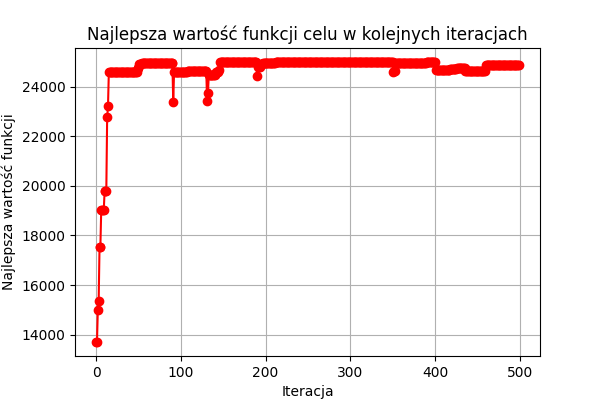 Najlepsza wartość funkcji celu w kolejnych iteracjach
Najlepsza wartość funkcji
24000
22000
20000
18000
16000
14000
0 100 200 300 400 500
Iteracja